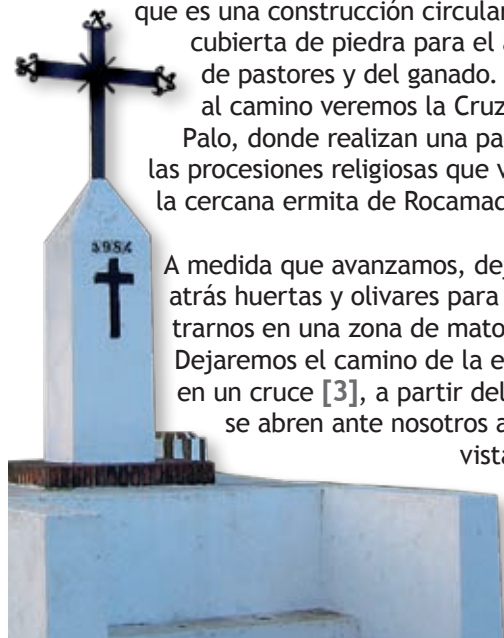 que es una construcción circular
cubierta de piedra para el a
de pastores y del ganado.
al camino veremos la Cruz
Palo, donde realizan una pa
las procesiones religiosas que v
la cercana ermita de Rocamad
A medida que avanzamos, dej
atrás huertas y olivares para
trarnos en una zona de mato
Dejaremos el camino de la e
en un cruce [3], a partir del
se abren ante nosotros a
vista
1984